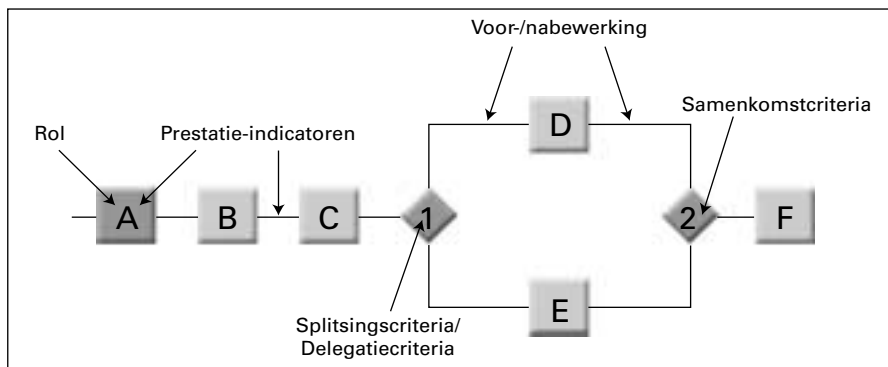 Voor-/nabewerking
Samenkomstcriteria
Rol
Prestatie-indicatoren
D
A
B
C
1
2
F
E
Splitsingscriteria/
Delegatiecriteria